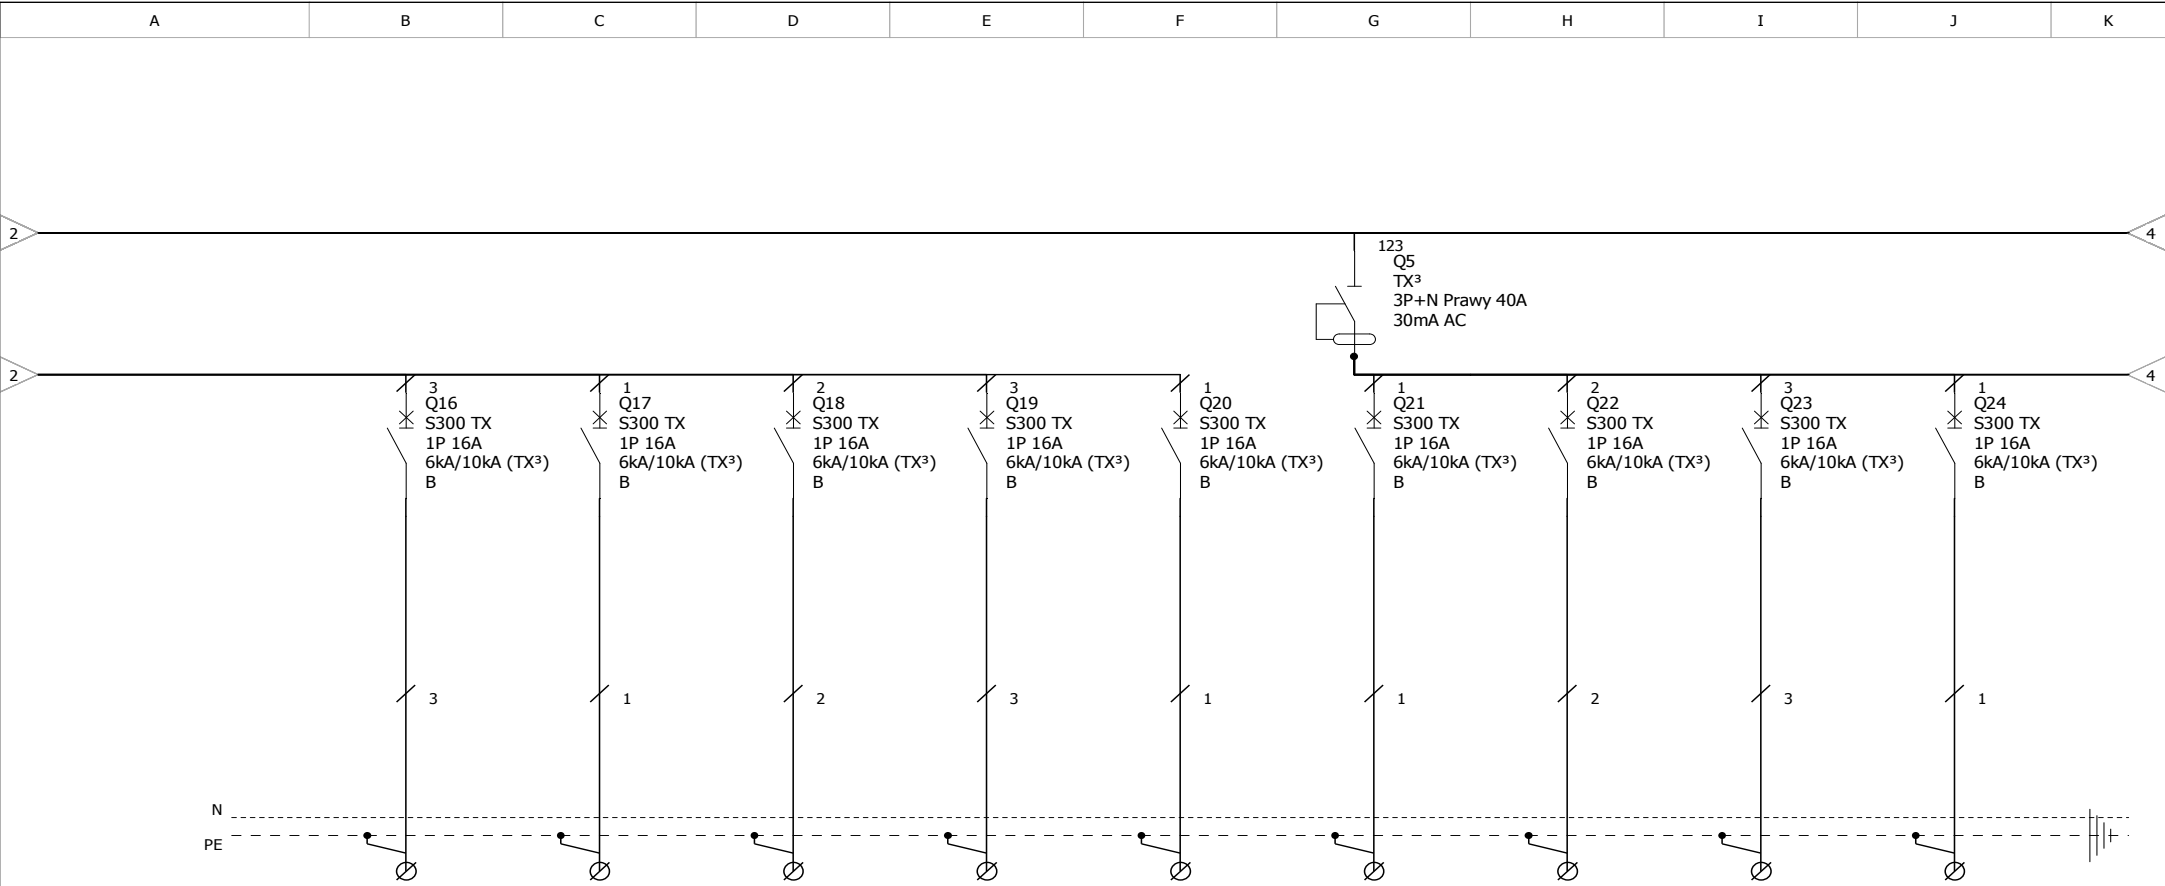 A B C D E F G H I J K
2 4
123
Q5
TX³
3P+N Prawy 40A
30mA AC
2 4
3 1 2 3 1 1 2 3 1
Q16 Q17 Q18 Q19 Q20 Q21 Q22 Q23 Q24
S300 TX S300 TX S300 TX S300 TX S300 TX S300 TX S300 TX S300 TX S300 TX
1P 16A 1P 16A 1P 16A 1P 16A 1P 16A 1P 16A 1P 16A 1P 16A 1P 16A
6kA/10kA (TX³) 6kA/10kA (TX³) 6kA/10kA (TX³) 6kA/10kA (TX³) 6kA/10kA (TX³) 6kA/10kA (TX³) 6kA/10kA (TX³) 6kA/10kA (TX³) 6kA/10kA (TX³)
B B B B B B B B B
3 1 2 3 1 1 2 3 1
N
PE